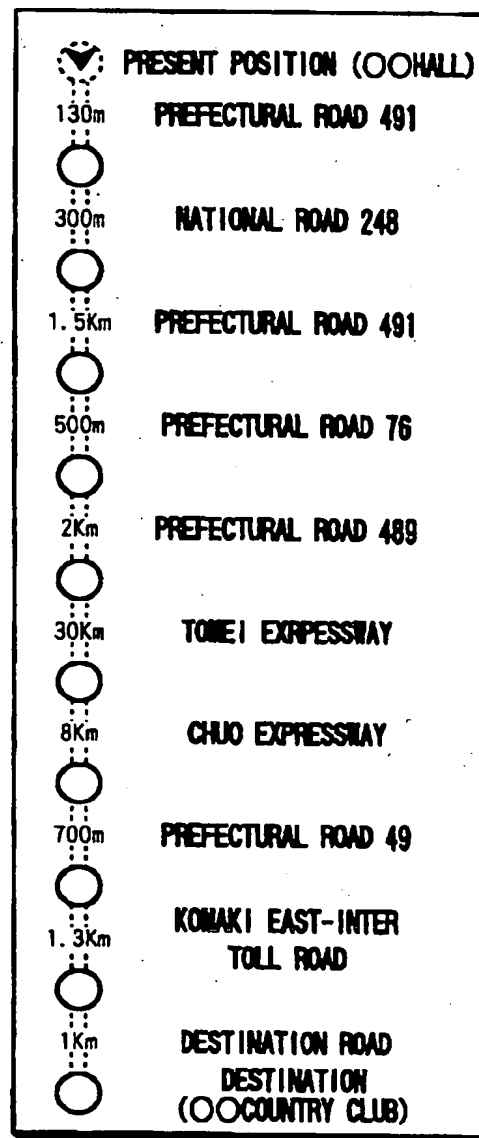 PRESENT POSITION (○○HALL)
130m PREFECTURAL ROAD 491
300m NATIONAL ROAD 248
1.5Km PREFECTURAL ROAD 491
500m PREFECTURAL ROAD 76
2Km PREFECTURAL ROAD 489
30Km TOMEI EXRPESSWAY
8Km CHUO EXPRESSWAY
700m PREFECTURAL ROAD 49
1.3Km KOMAKI EAST-INTER
TOLL ROAD
1Km DESTINATION ROAD
DESTINATION
(○○COUNTRY CLUB)